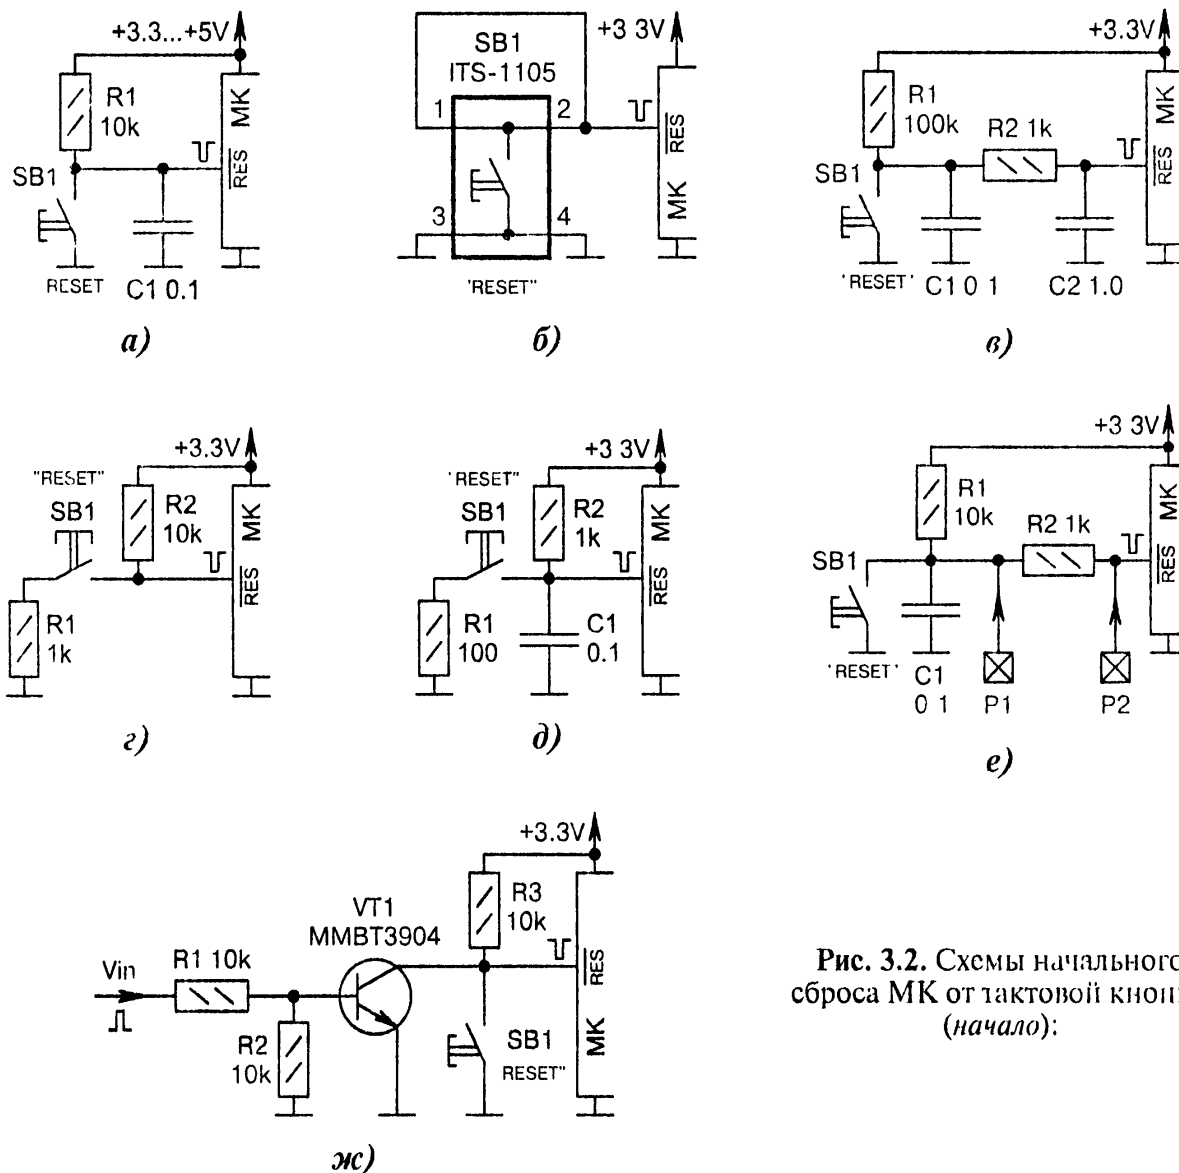 +3.3...+5V
R1
10k
MK
RES
SB1
RESET
C1 0.1
а)
SB1
ITS-1105
+3 3V
1
2
3
4
RES
MK
'RESET"
б)
+3.3V
R1
100k
R2 1k
MK
RES
SB1
'RESET'
C1 0 1
C2 1.0
в)
+3.3V
"RESET"
SB1
R2
10k
MK
RES
R1
1k
г)
+3 3V
'RESET"
SB1
R2
1k
MK
RES
R1
100
C1
0.1
д)
+3 3V
R1
10k
R2 1k
MK
RES
SB1
'RESET'
C1
0 1
P1
P2
е)
+3.3V
R3
10k
VT1
MMBT3904
Vin
R1 10k
R2
10k
SB1
RESET"
RES
MK
ж)
Рис. 3.2. Схемы начального
сброса МК от тактовой
(начало):